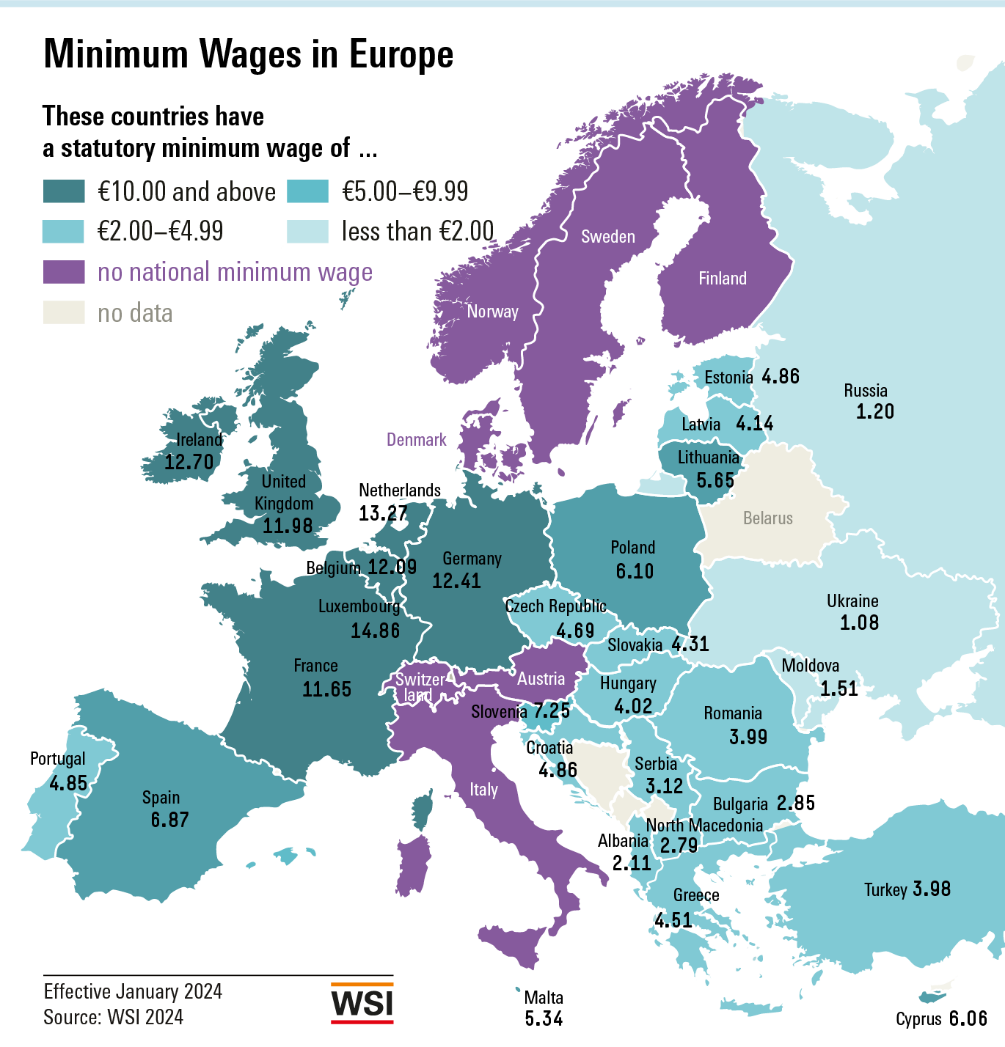 Minimum Wages in Europe
These countries have
a statutory minimum wage of ...
€10.00 and above
€5.00–€9.99
€2.00–€4.99
less than €2.00
no national minimum wage
no data
Sweden
Finland
Norway
Estonia 4.86
Russia
1.20
Latvia 4.14
Denmark
Ireland
12.70
Lithuania
5.65
United
Kingdom
11.98
Netherlands
13.27
Belarus
Poland
6.10
Germany
12.41
Belgium 12.09
Luxembourg
14.86
Czech Republic
4.69
Ukraine
1.08
Slovakia 4.31
France
11.65
Switzer-
land
Austria
Hungary
4.02
Moldova
1.51
Slovenia 7.25
Romania
3.99
Croatia
4.86
Serbia
3.12
Portugal
4.85
Spain
6.87
Italy
Bulgaria 2.85
North Macedonia
2.79
Albania
2.11
Greece
4.51
Turkey 3.98
Effective January 2024
Source: WSI 2024
WSI
Malta
5.34
Cyprus 6.06